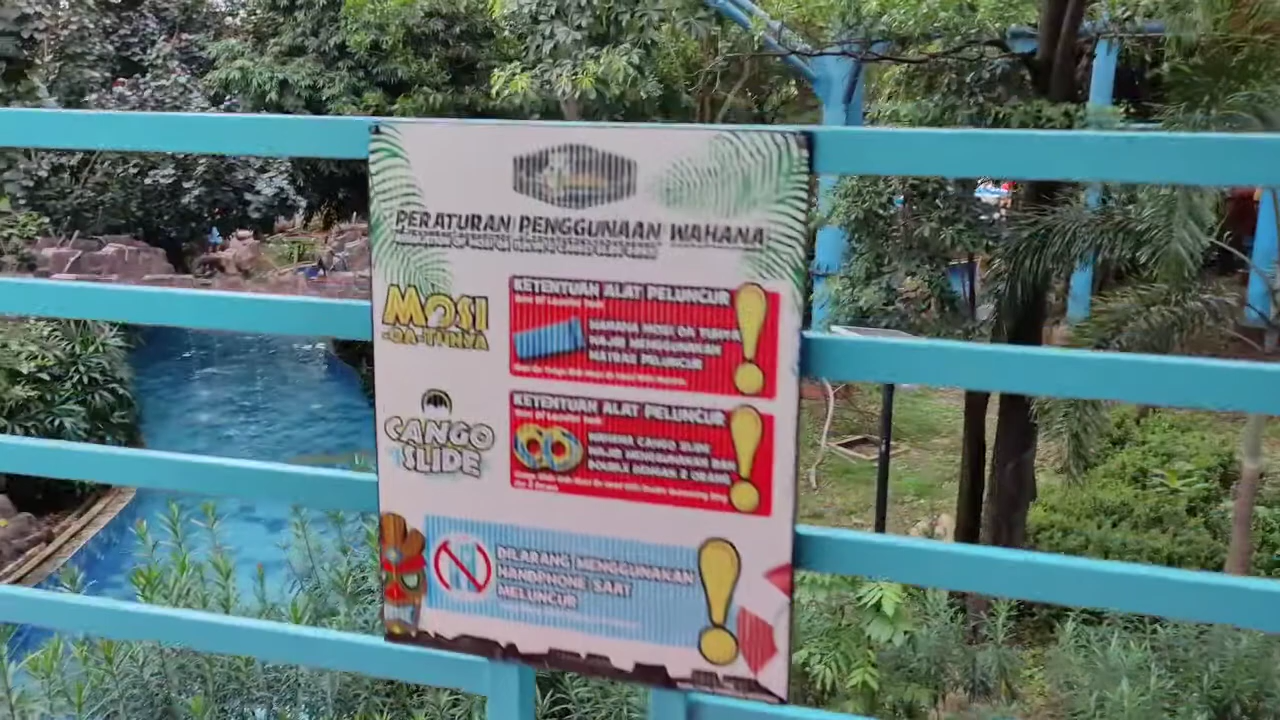 PERATURAN PENGGUNAAN WAHANA
MOSI
-OA-TUNYA
KETENTUAN ALAT PELUNCUR
WAHANA MOSI OA TUNYA
WAJIB MENGGUNAKAN
MATRAS PELUNCUR
CANGO
SLIDE
KETENTUAN ALAT PELUNCUR
WAHANA CANGO SLIDE
WAJIB MENGGUNAKAN BAN
DOUBLE DENGAN 2 ORANG
DILARANG MENGGUNAKAN
HANDPHONE SAAT
MELUNCUR